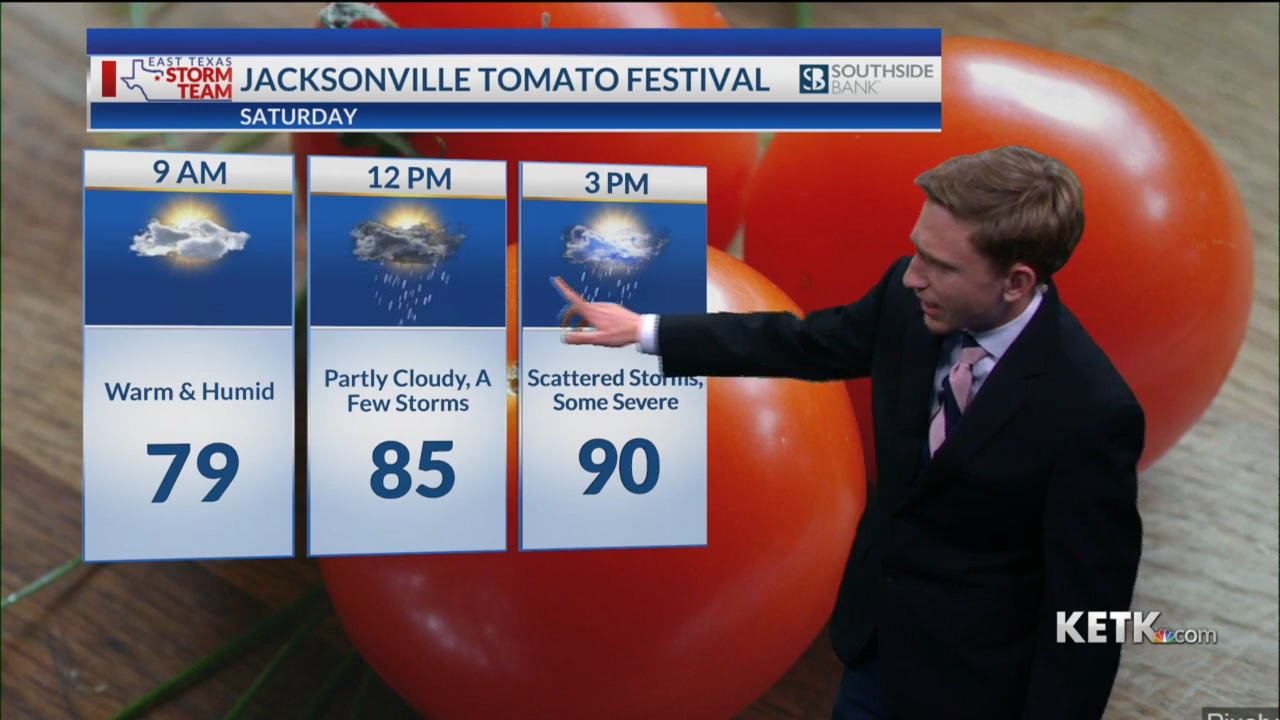 EAST TEXAS
STORM
TEAM
JACKSONVILLE TOMATO FESTIVAL
SB SOUTHSIDE
BANK
SATURDAY
9 AM
12 PM
3 PM
Warm & Humid
Partly Cloudy, A
Few Storms
Scattered Storms,
Some Severe
79
85
90
KETK.com